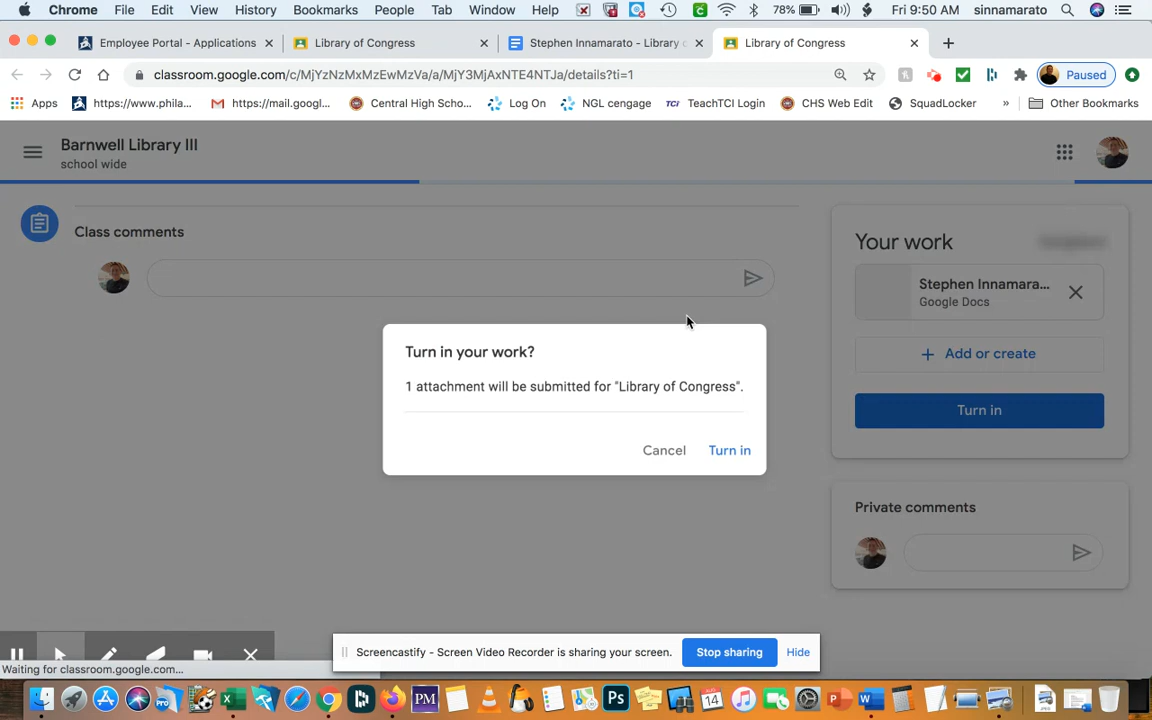 Chrome File Edit View History Bookmarks People Tab Window Help 78% Fri 9:50 AM sinnamarato
Employee Portal - Applications Library of Congress Stephen Innamarato - Library Library of Congress
classroom.google.com/c/MjYzNzMxMzEwMzVa/a/MjY3MjAxNTE4NTJa/details?ti=1 Paused
Apps https://www.phila... https://mail.googl... Central High Scho... Log On NGL cengage TCI TeachTCI Login CHS Web Edit SquadLocker » Other Bookmarks
Barnwell Library III
school wide
Class comments
Your work
Stephen Innamara...
Google Docs
+ Add or create
Turn in
Turn in your work?
1 attachment will be submitted for "Library of Congress".
Cancel Turn in
Private comments
Screencastify - Screen Video Recorder is sharing your screen. Stop sharing Hide
Waiting for classroom.google.com...